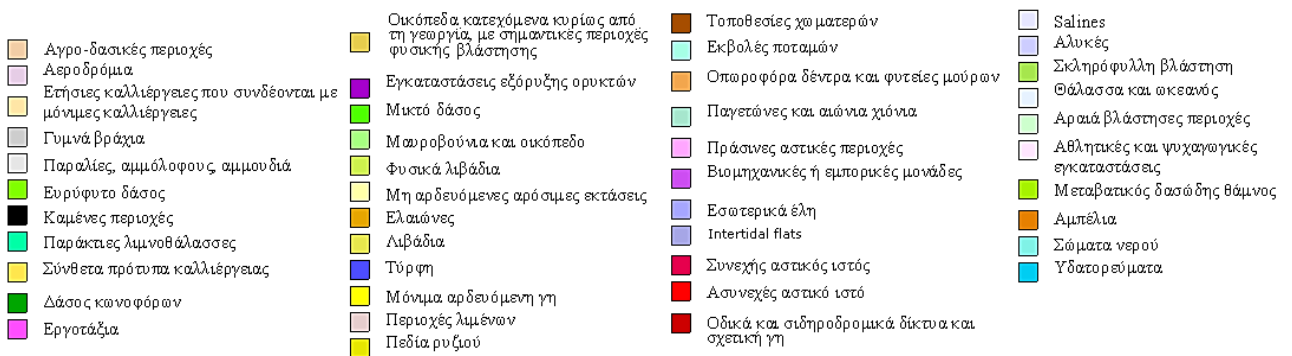 Αγρο-δασικές περιοχές
Αεροδρόμια
Ετήσιες καλλιέργειες που συνδέονται με
μόνιμες καλλιέργειες
Γυμνά βράχια
Παραλίες, αμμόλοφους, αμμουδιά
Ευρύφυτο δάσος
Καμένες περιοχές
Παράκτιες λιμνοθάλασσες
Σύνθετα πρότυπα καλλιέργειας
Δάσος κωνοφόρων
Εργοτάξια
Οικόπεδα κατεχόμενα κυρίως από
τη γεωργία, με σημαντικές περιοχές
φυσικής βλάστησης
Εγκαταστάσεις εξόρυξης ορυκτών
Μικτό δάσος
Μαυροβούνια και οικόπεδο
Φυσικά λιβάδια
Μη αρδευόμενες αρόσιμες εκτάσεις
Ελαιώνες
Λιβάδια
Τύρφη
Μόνιμα αρδευόμενη γη
Περιοχές λιμένων
Πεδία ρυζιού
Τοποθεσίες χωματερών
Εκβολές ποταμών
Οπωροφόρα δέντρα και φυτείες μούρων
Παγετώνες και αιώνια χιόνια
Πράσινες αστικές περιοχές
Βιομηχανικές ή εμπορικές μονάδες
Εσωτερικά έλη
Intertidal flats
Συνεχής αστικός ιστός
Ασυνεχές αστικό ιστό
Οδικά και σιδηροδρομικά δίκτυα και
σχετική γη
Salines
Αλυκές
Σκληρόφυλλη βλάστηση
Θάλασσα και ωκεανός
Αραιά βλάστησες περιοχές
Αθλητικές και ψυχαγωγικές
εγκαταστάσεις
Μεταβατικός δασώδης θάμνος
Αμπέλια
Σώματα νερού
Υδατορεύματα